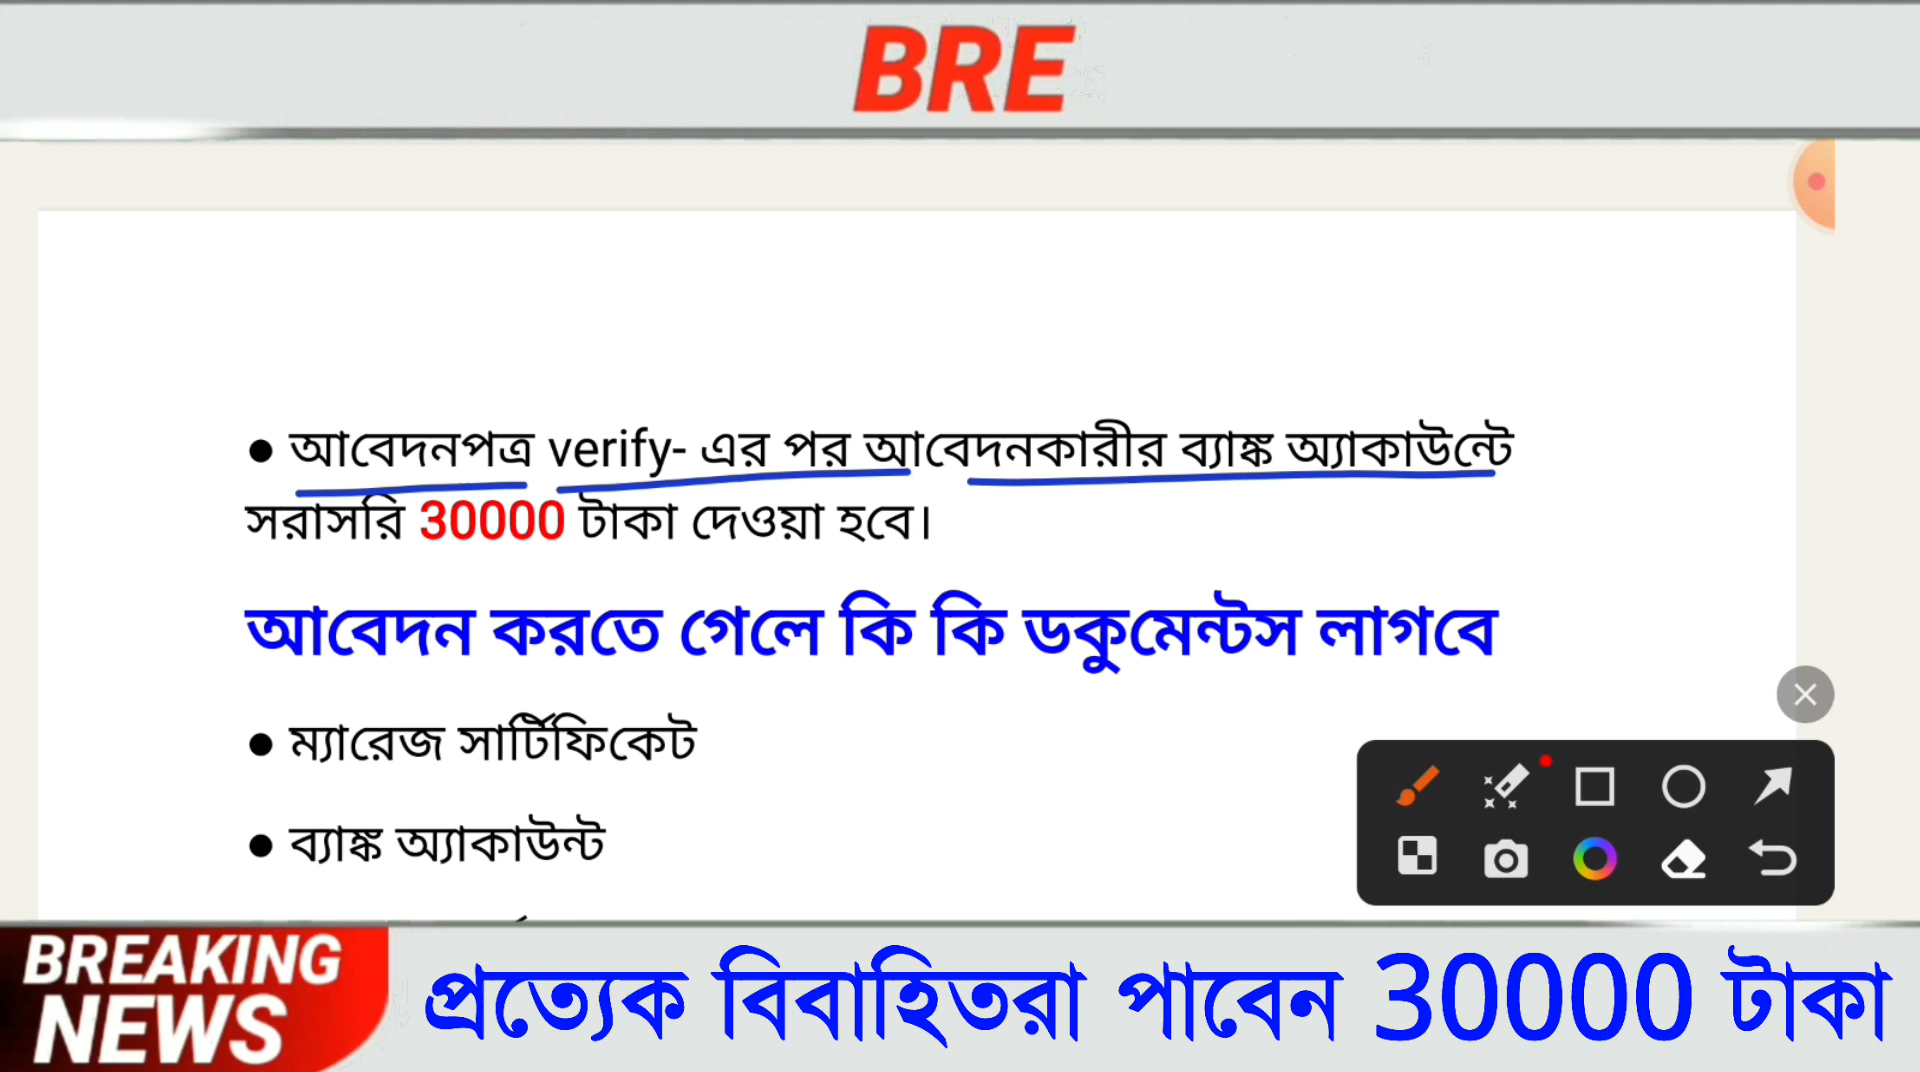 BRE
● আবেদনপত্র verify- এর পর আবেদনকারীর ব্যাঙ্ক অ্যাকাউন্টে
সরাসরি 30000 টাকা দেওয়া হবে।
আবেদন করতে গেলে কি কি ডকুমেন্টস লাগবে
● ম্যারেজ সার্টিফিকেট
● ব্যাঙ্ক অ্যাকাউন্ট
BREAKING
NEWS
প্রত্যেক বিবাহিতরা পাবেন 30000 টাকা